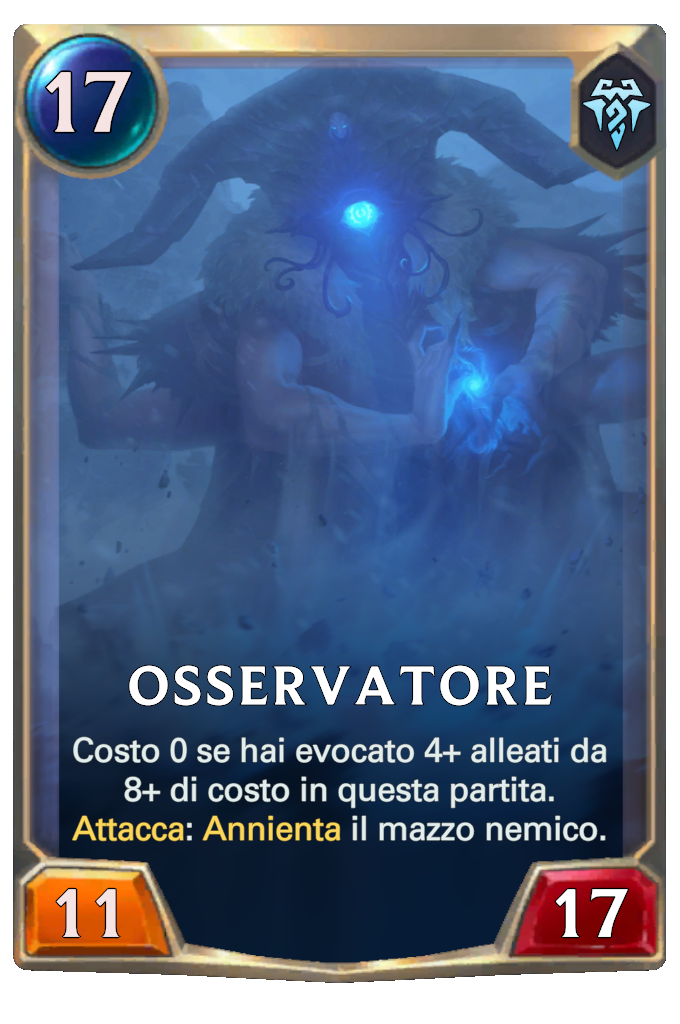 17
OSSERVATORE
Costo 0 se hai evocato 4+ alleati da
8+ di costo in questa partita.
Attacca: Annienta il mazzo nemico.
11
17